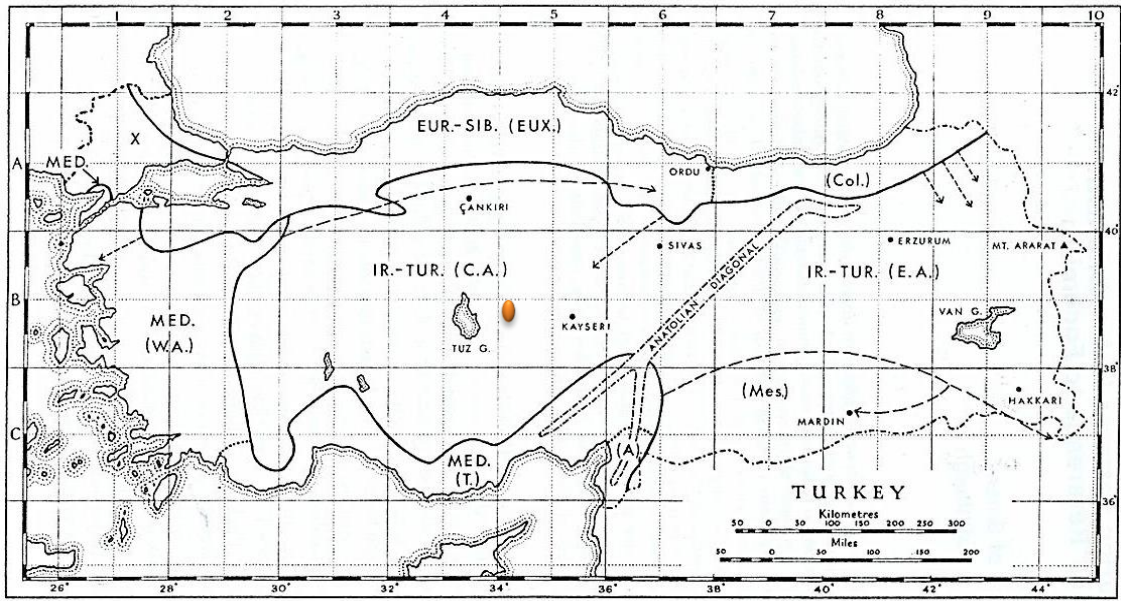 1 2 3 4 5 6 7 8 9 10
42°
EUR.-SIB. (EUX.)
X
MED.
A
ORDU
(Col.)
ÇANKIRI
40°
SIVAS
ERZURUM
MT. ARARAT
IR.-TUR. (C.A.)
ANATOLIAN DIAGONAL
IR.-TUR. (E.A.)
B
MED.
(W.A.)
TUZ G.
KAYSERI
VAN G.
38°
(Mes.)
HAKKARI
MARDIN
C
MED.
(T.)
(A)
36°
TURKEY
Kilometres
50 0 50 100 150 200 250 300
Miles
50 0 50 100 150 200
26° 28° 30° 32° 34° 36° 38° 40° 42° 44°